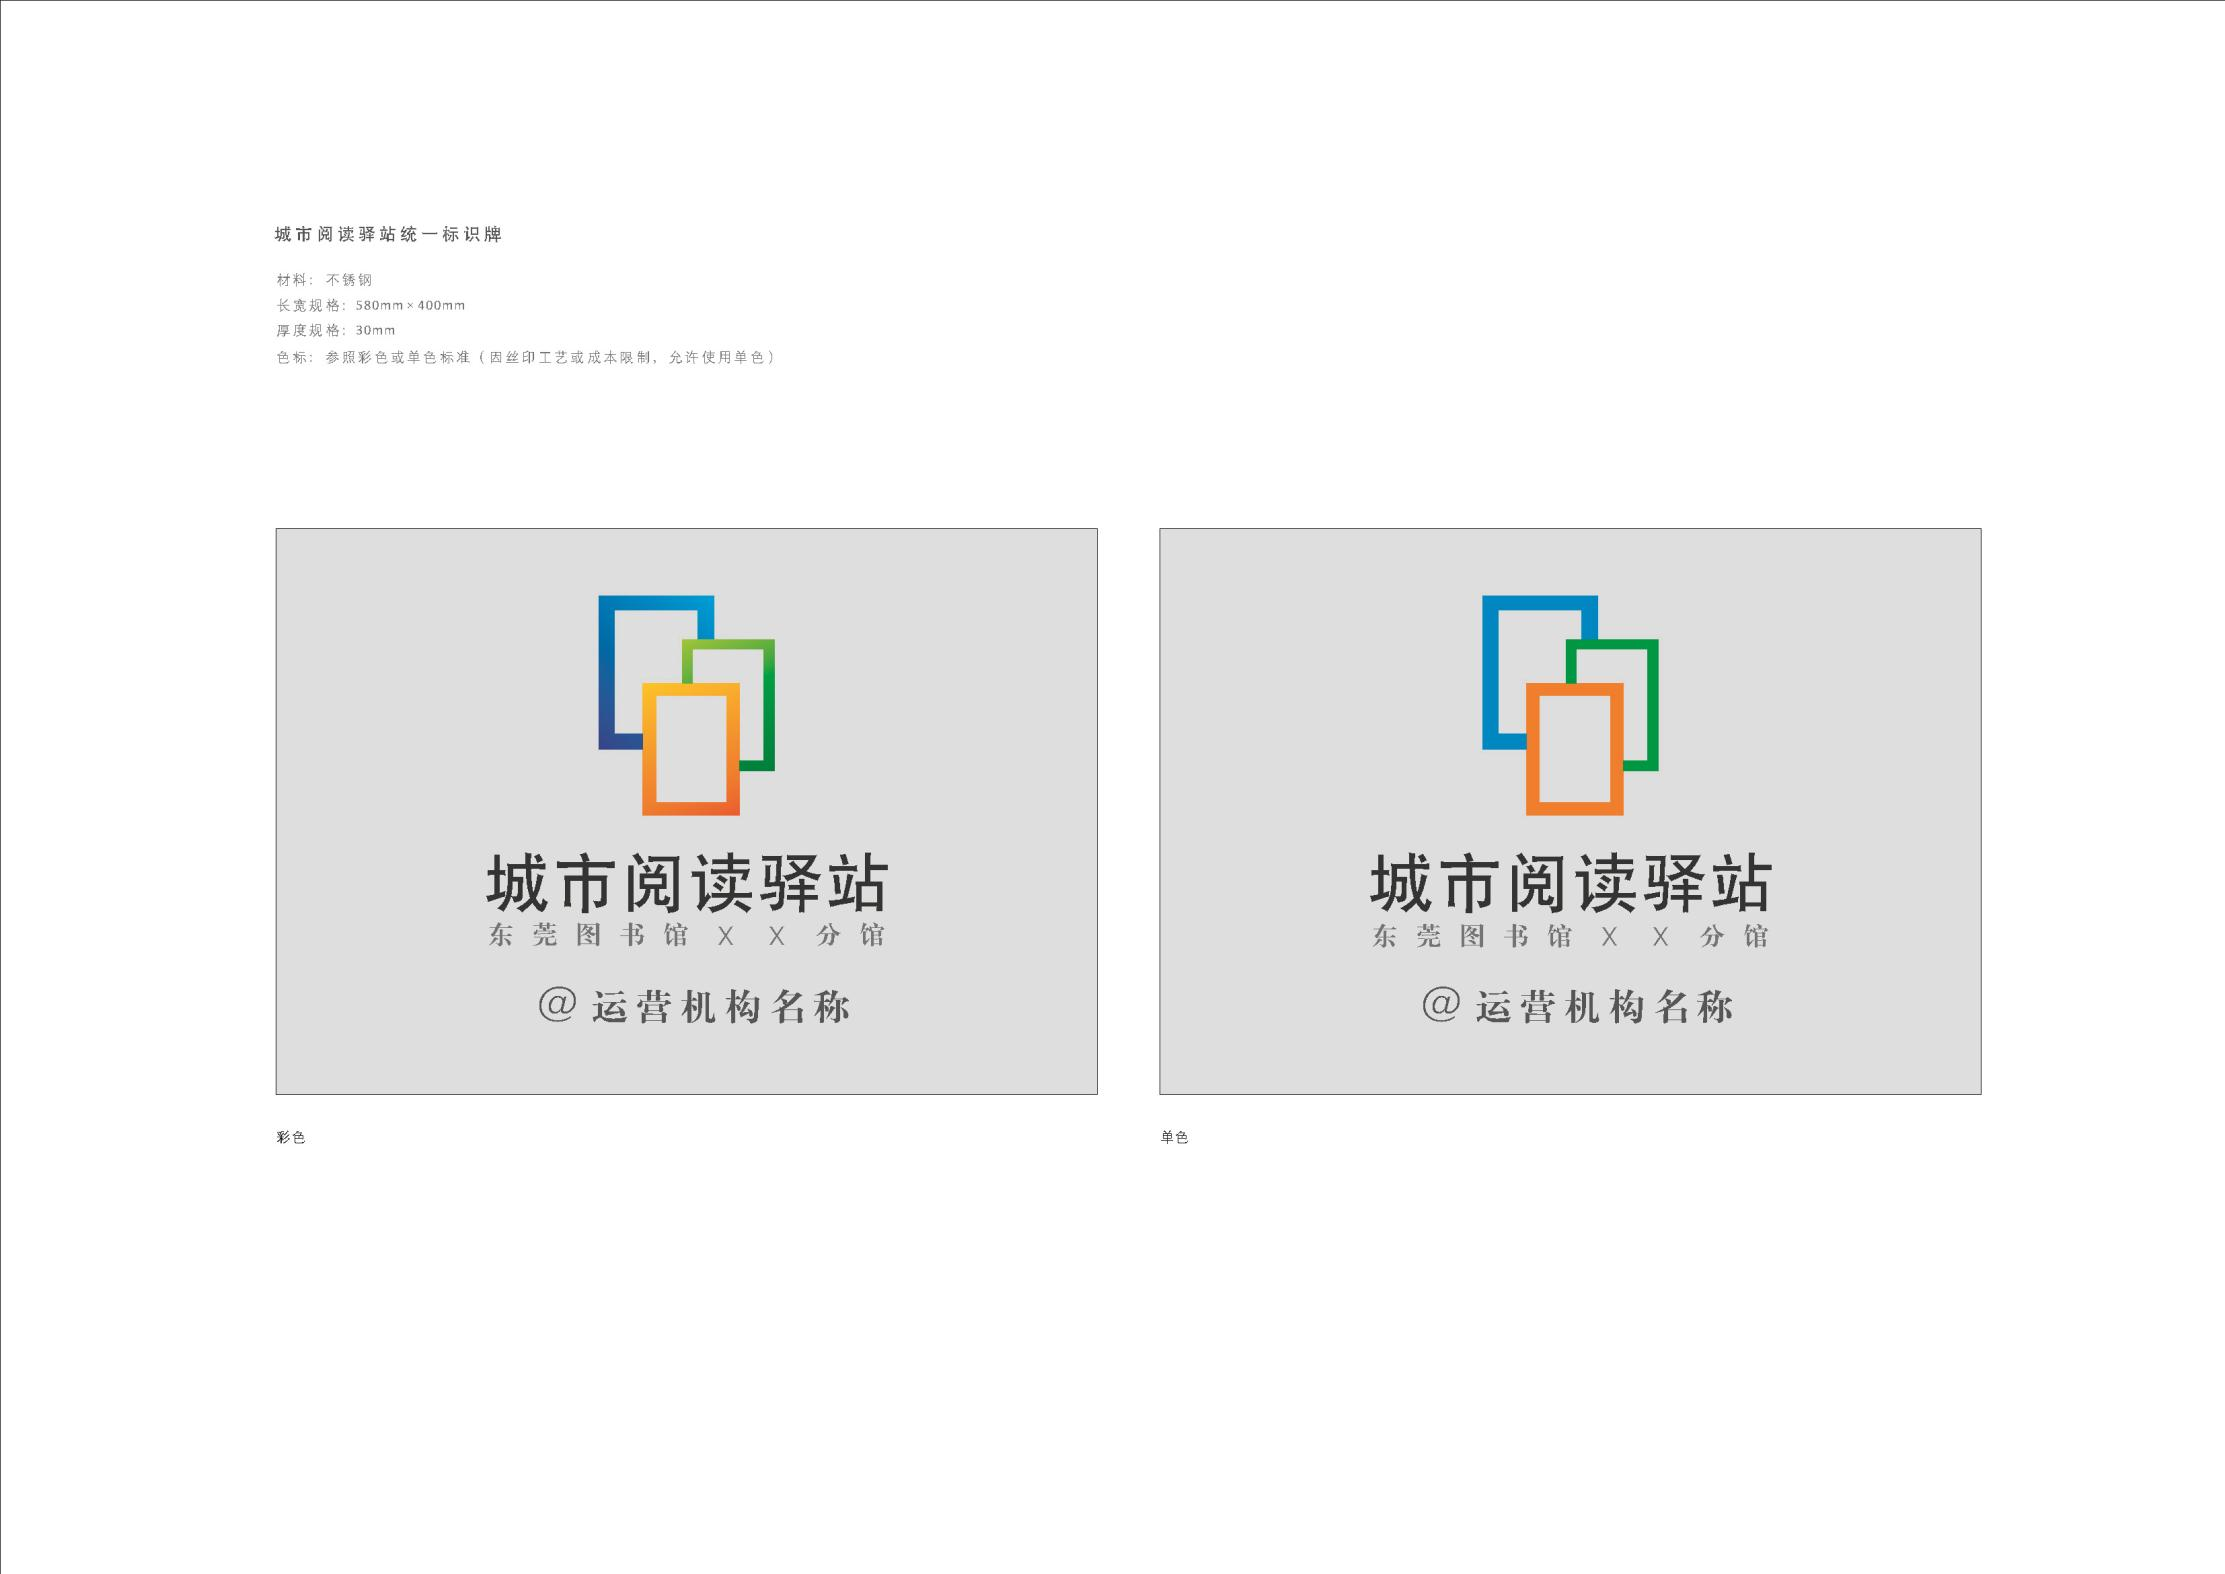 城市阅读驿站统一标识牌
材料：不锈钢
长宽规格：580mm×400mm
厚度规格：30mm
色标：参照彩色或单色标准（因丝印工艺或成本限制，允许使用单色）
城市阅读驿站
东莞图书馆XX分馆
@运营机构名称
彩色
城市阅读驿站
东莞图书馆XX分馆
@运营机构名称
单色